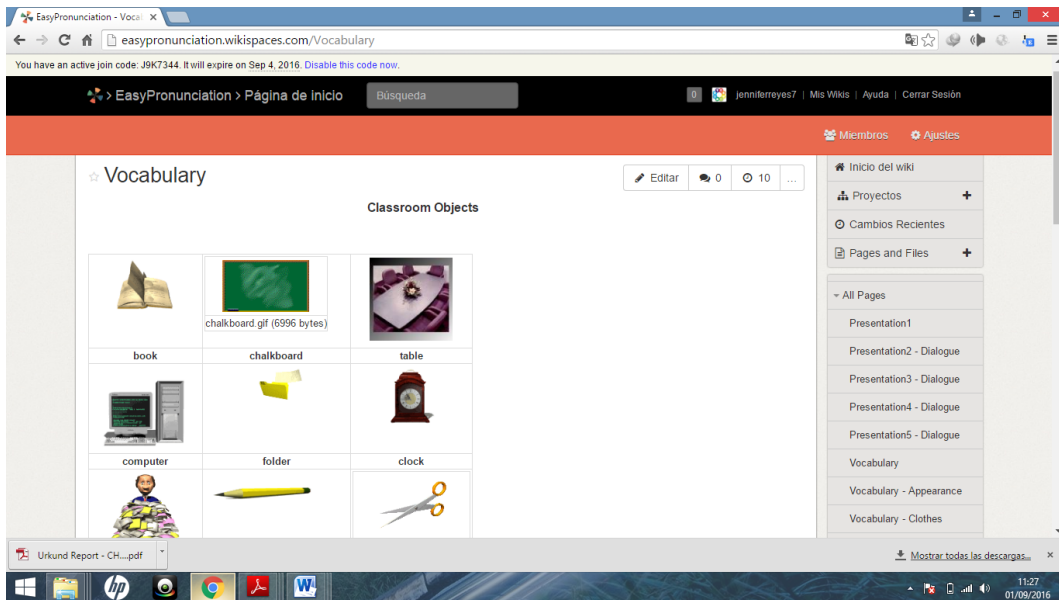 EasyPronunciation - Vocal
easypronunciation.wikispaces.com/Vocabulary
You have an active join code: J9K7344. It will expire on Sep 4, 2016. Disable this code now.
> EasyPronunciation > Página de inicio
Búsqueda
0
jenniferreyes7 | Mis Wikis | Ayuda | Cerrar Sesión
Miembros
Ajustes
Vocabulary
Editar
0
10
...
Classroom Objects
chalkboard.gif (6996 bytes)
book chalkboard table
computer folder clock
Inicio del wiki
Proyectos +
Cambios Recientes
Pages and Files +
All Pages
Presentation1
Presentation2 - Dialogue
Presentation3 - Dialogue
Presentation4 - Dialogue
Presentation5 - Dialogue
Vocabulary
Vocabulary - Appearance
Vocabulary - Clothes
Urkund Report - CH....pdf
Mostrar todas las descargas...
hp
W
11:27
01/09/2016